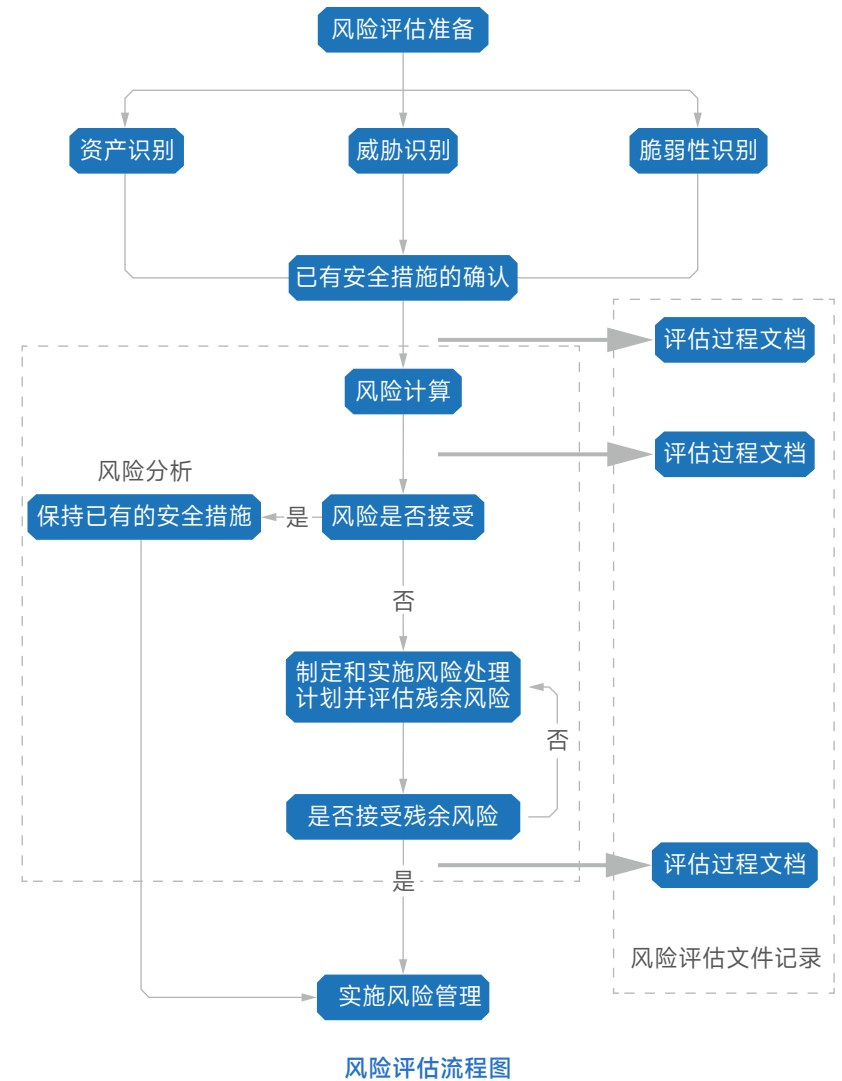 风险评估准备
资产识别
威胁识别
脆弱性识别
已有安全措施的确认
评估过程文档
风险计算
评估过程文档
风险分析
保持已有的安全措施
是
风险是否接受
否
制定和实施风险处理
计划并评估残余风险
否
是否接受残余风险
评估过程文档
是
风险评估文件记录
实施风险管理
风险评估流程图